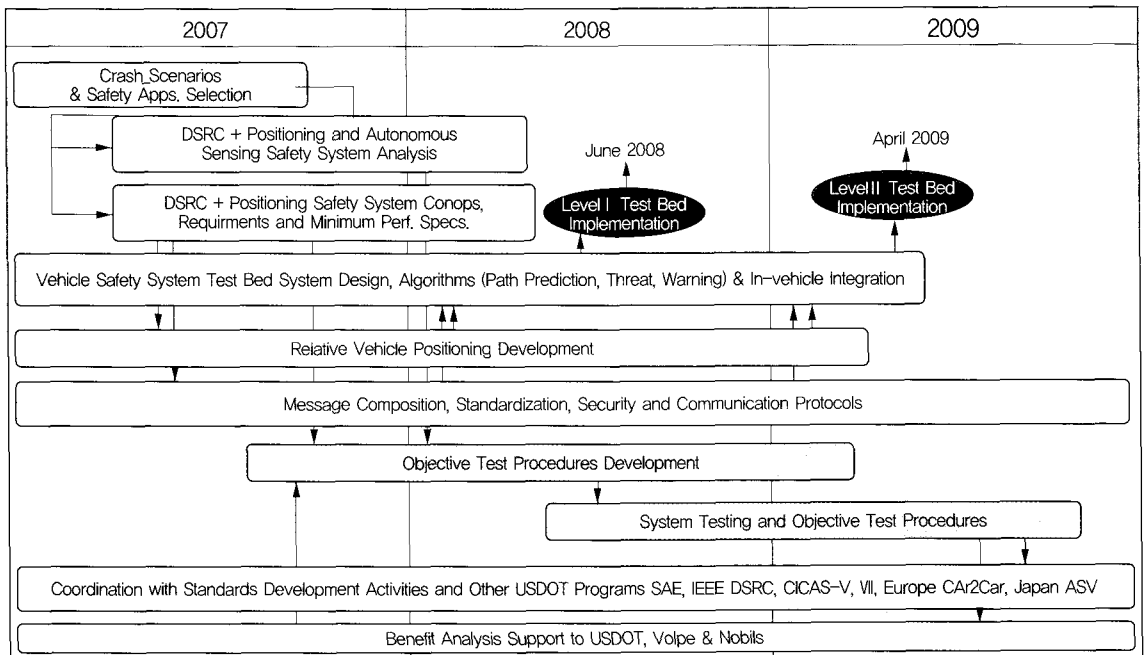 2007
2008
2009
Crash_Scenarios
& Safety Apps. Selection
DSRC + Positioning and Autonomous
Sensing Safety System Analysis
June 2008
April 2009
DSRC + Positioning Safety System Conops,
Requirments and Minimum Perf. Specs.
Level I Test Bed
Implementation
Level II Test Bed
Implementation
Vehicle Safety System Test Bed System Design, Algorithms (Path Prediction, Threat, Warning) & In-vehicle Integration
Relative Vehicle Positioning Development
Message Composition, Standardization, Security and Communication Protocols
Objective Test Procedures Development
System Testing and Objective Test Procedures
Coordination with Standards Development Activities and Other USDOT Programs SAE, IEEE DSRC, CICAS-V, VII, Europe CAr2Car, Japan ASV
Benefit Analysis Support to USDOT, Volpe & Nobils